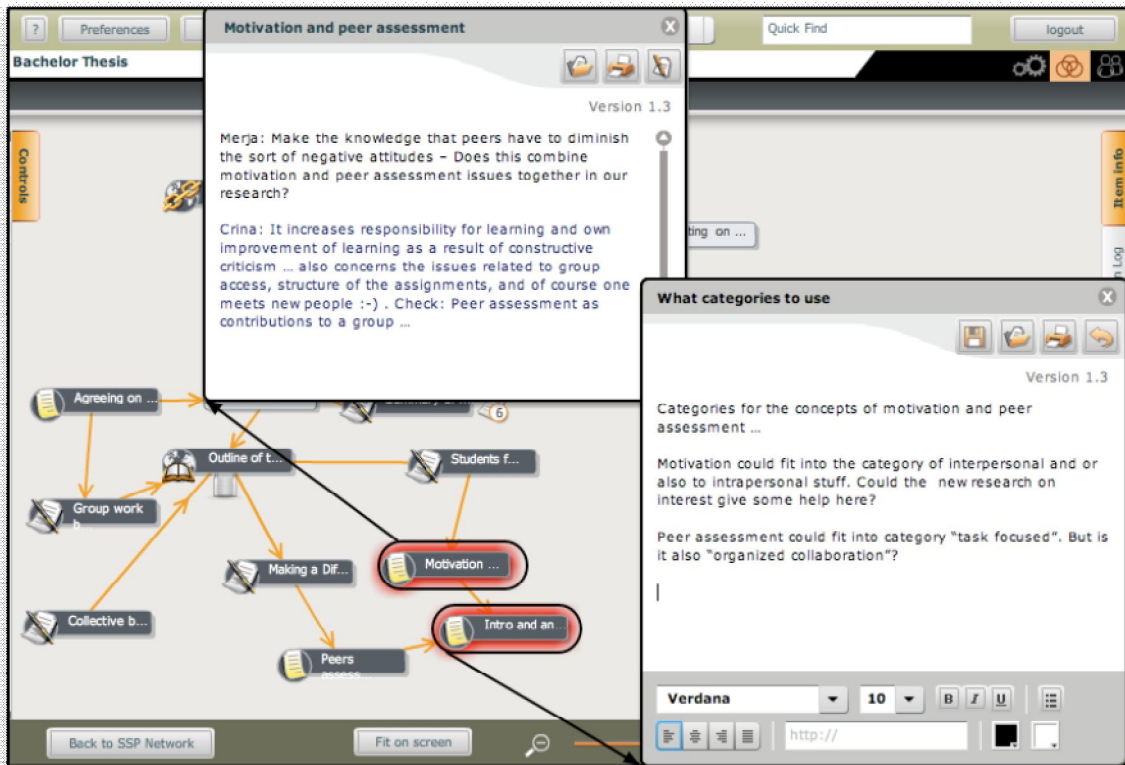 ?
Preferences
Quick Find
logout
Bachelor Thesis
Motivation and peer assessment
Version 1.3
Merja: Make the knowledge that peers have to diminish
the sort of negative attitudes – Does this combine
motivation and peer assessment issues together in our
research?
Crina: It increases responsibility for learning and own
improvement of learning as a result of constructive
criticism … also concerns the issues related to group
access, structure of the assignments, and of course one
meets new people :-) . Check: Peer assessment as
contributions to a group …
Controls
Item info
Log
ting on ...
What categories to use
Version 1.3
Categories for the concepts of motivation and peer
assessment …
Motivation could fit into the category of interpersonal and or
also to intrapersonal stuff. Could the new research on
interest give some help here?
Peer assessment could fit into category “task focused”. But is
it also “organized collaboration”?
Agreeing on ...
6
Outline of t...
Students f...
Group work
b...
Making a Dif...
Motivation ...
Collective b...
Intro and an...
Peers
assess...
Verdana
10
B I U
http://
Back to SSP Network
Fit on screen